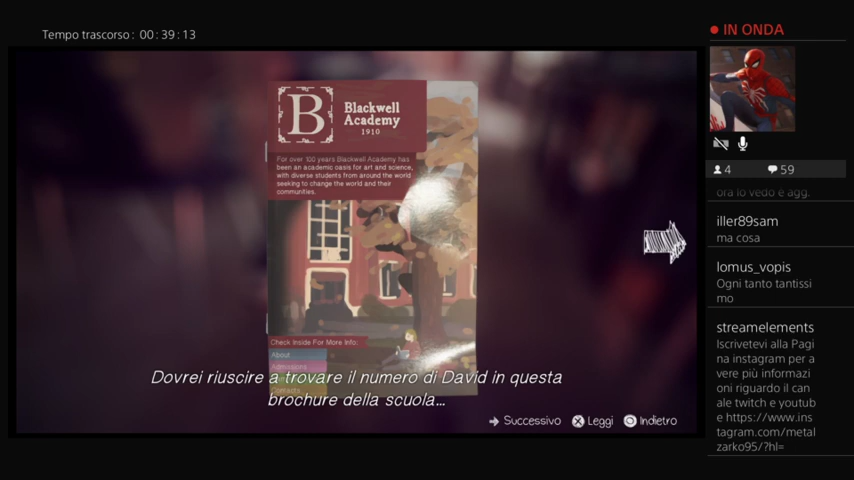 Tempo trascorso: 00:39:13
IN ONDA
B
Blackwell
Academy
1910
For over 100 years Blackwell Academy has
been an academic oasis for art and science,
with diverse students from around the world
seeking to change the world and their
communities.
Check Inside For More Info:
About
Admissions
Dovrei riuscire a trovare il numero di David in questa
brochure della scuola...
Successivo
Leggi
Indietro
4
59
ora lo vedo e agg.
iller89sam
ma cosa
lomus_vopis
Ogni tanto tantissi
mo
streamelements
Iscrivetevi alla Pagi
na instagram per a
vere più informazi
oni riguardo il can
ale twitch e youtub
e https://www.ins
tagram.com/metal
zarko95/?hl=